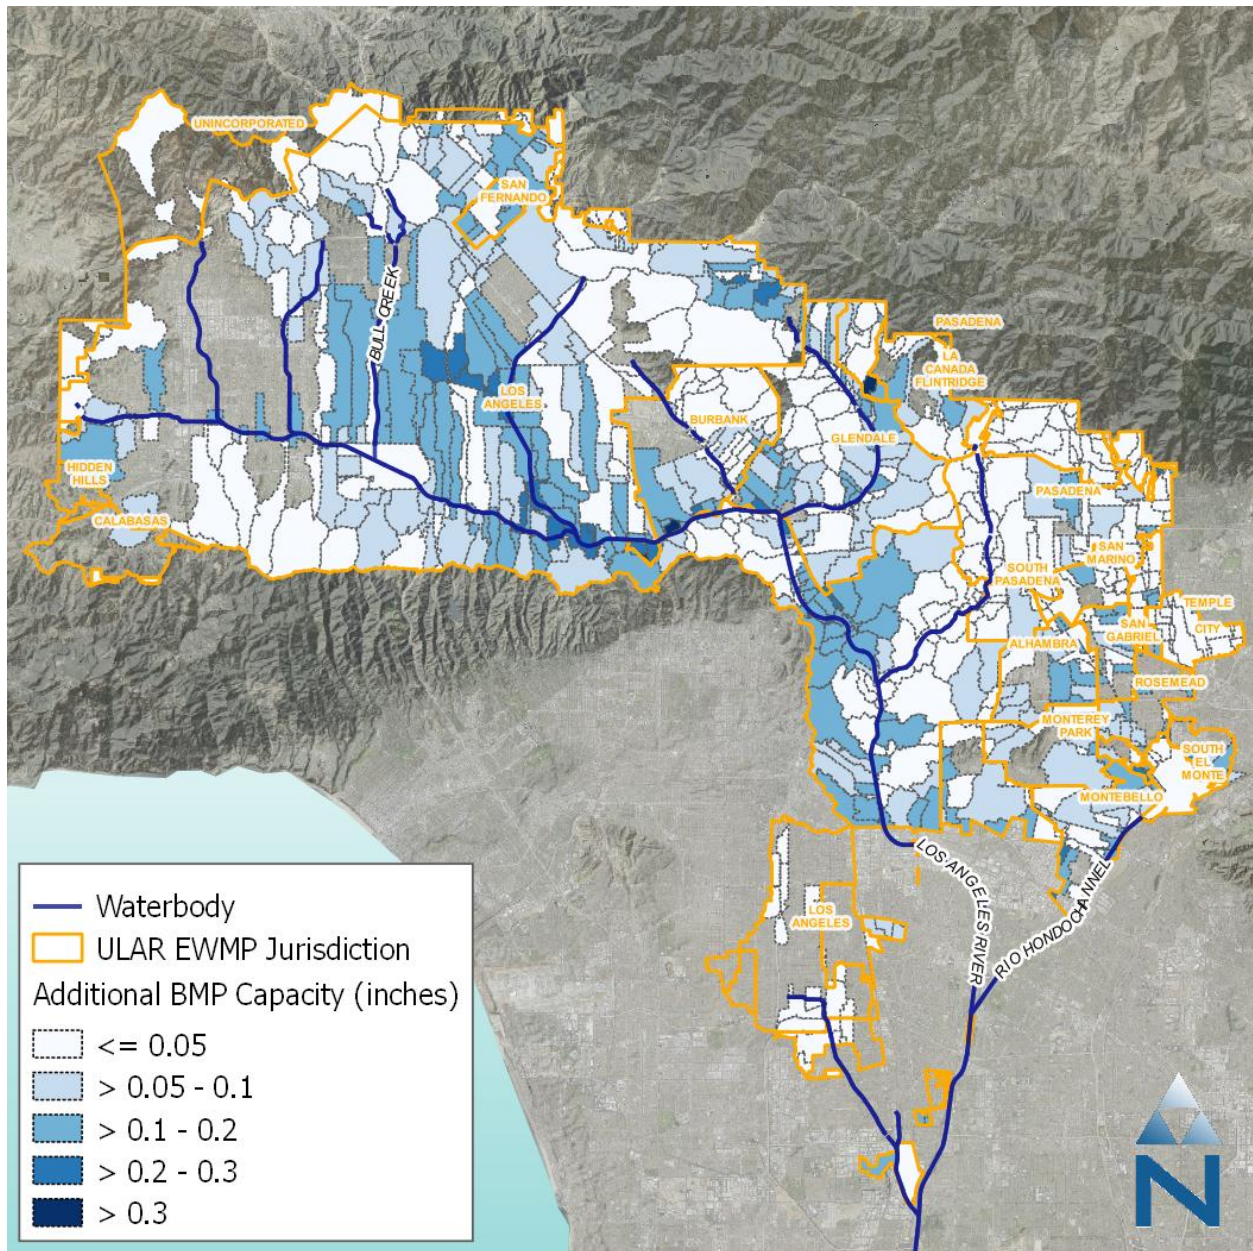 UNINCORPORATED
SAN
FERNANDO
BULL CREEK
PASADENA
LA
CANADA
FLINTRIDGE
LOS
ANGELES
BURBANK
GLENDALE
HIDDEN
HILLS
CALABASAS
PASADENA
SAN
MARINO
SOUTH
PASADENA
TEMPLE
CITY
SAN
GABRIEL
ALHAMBRA
ROSEMEAD
MONTEREY
PARK
SOUTH
EL
MONTE
MONTEBELLO
LOS ANGELES RIVER
RIO HONDO CHANNEL
LOS
ANGELES
Waterbody
ULAR EWMP Jurisdiction
Additional BMP Capacity (inches)
<= 0.05
> 0.05 - 0.1
> 0.1 - 0.2
> 0.2 - 0.3
> 0.3
N